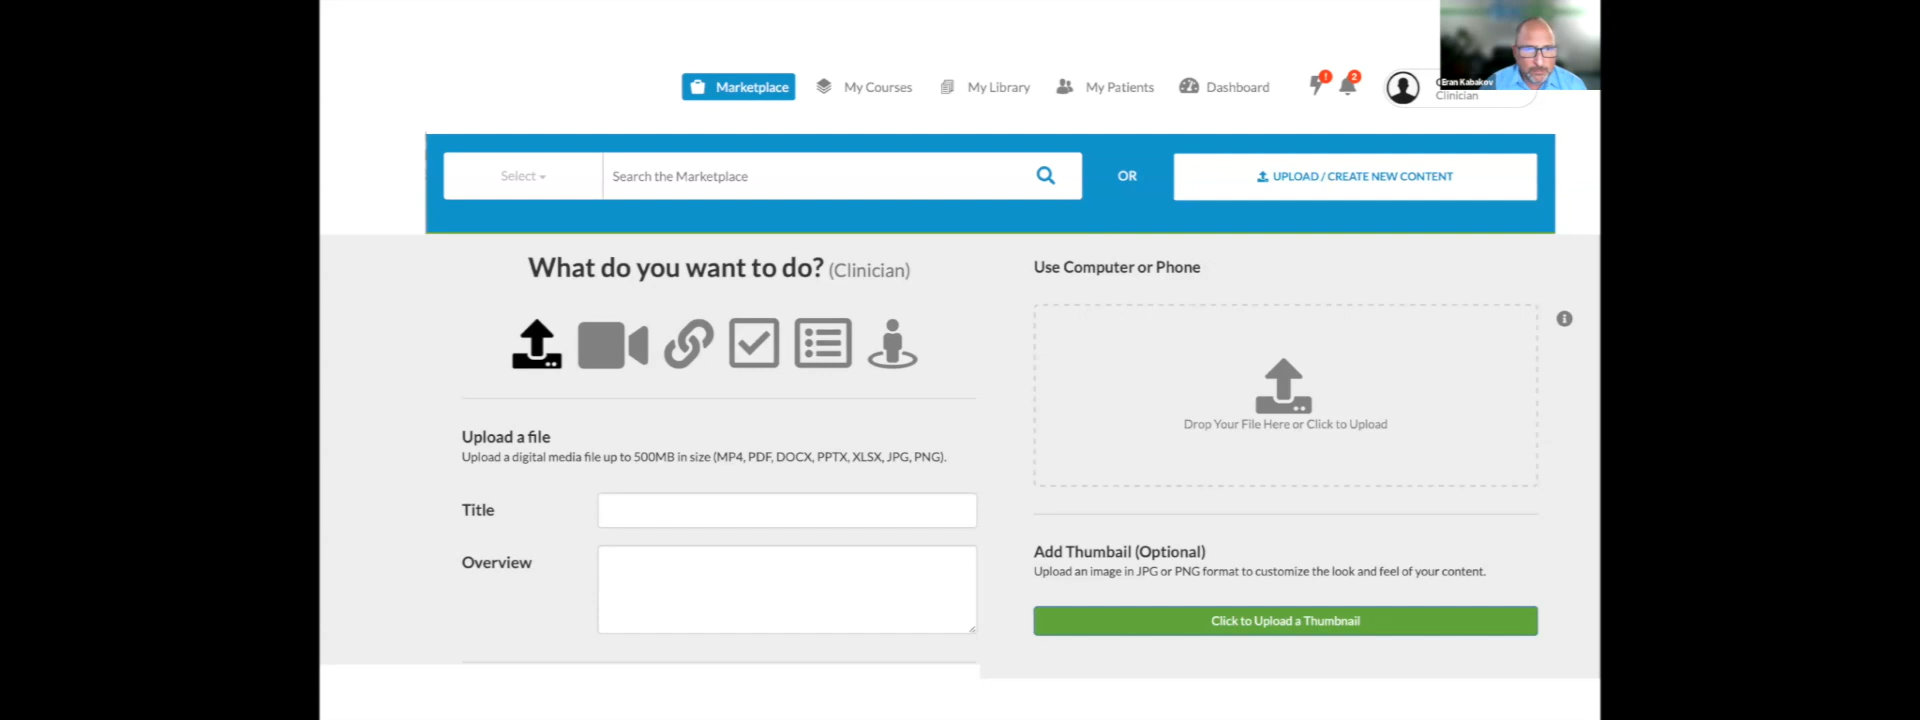 Marketplace
My Courses
My Library
My Patients
Dashboard
!
2
Eran Kabakov
Clinician
Select
Search the Marketplace
OR
UPLOAD / CREATE NEW CONTENT
What do you want to do? (Clinician)
Use Computer or Phone
Drop Your File Here or Click to Upload
Upload a file
Upload a digital media file up to 500MB in size (MP4, PDF, DOCX, PPTX, XLSX, JPG, PNG).
Title
Overview
Add Thumbail (Optional)
Upload an image in JPG or PNG format to customize the look and feel of your content.
Click to Upload a Thumbnail